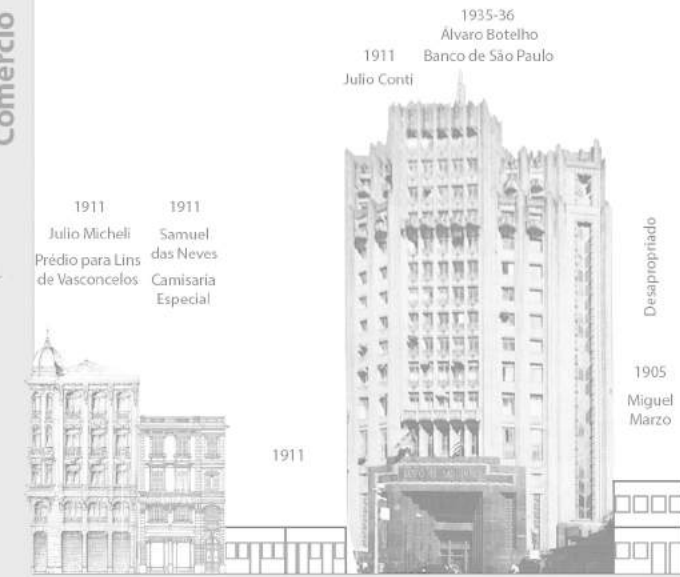 Comércio
1911
Julio Micheli
Prédio para Lins
de Vasconcelos
1911
Samuel
das Neves
Camisaria
Especial
1911
1911
Julio Conti
1935-36
Álvaro Botelho
Banco de São Paulo
Desapropriado
1905
Miguel
Marzo